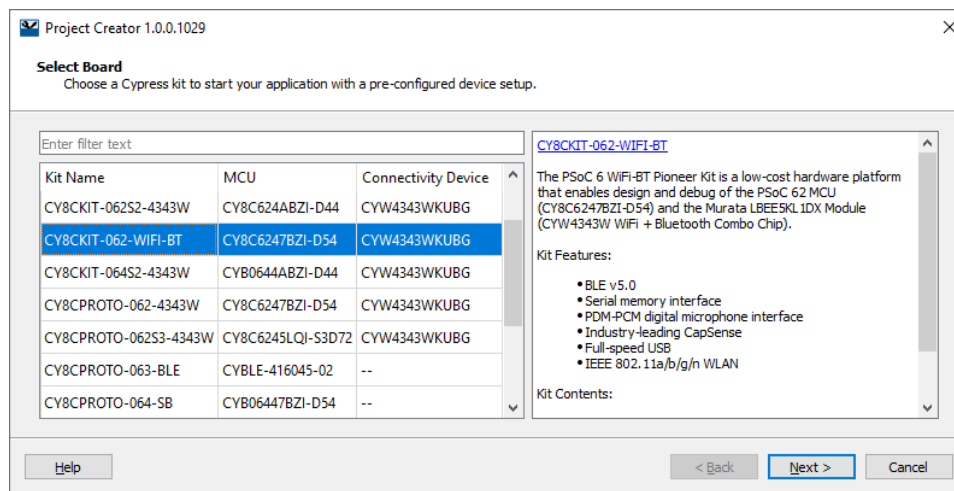 Project Creator 1.0.0.1029
Select Board
Choose a Cypress kit to start your application with a pre-configured device setup.
Enter filter text
Kit Name MCU Connectivity Device
CY8CKIT-062S2-4343W CY8C624ABZI-D44 CYW4343WKUBG
CY8CKIT-062-WIFI-BT CY8C6247BZI-D54 CYW4343WKUBG
CY8CKIT-064S2-4343W CYB0644ABZI-D44 CYW4343WKUBG
CY8CPROTO-062-4343W CY8C6247BZI-D54 CYW4343WKUBG
CY8CPROTO-062S3-4343W CY8C6245LQI-S3D72 CYW4343WKUBG
CY8CPROTO-063-BLE CYBLE-416045-02 --
CY8CPROTO-064-SB CYB06447BZI-D54 --
CY8CKIT-062-WIFI-BT
The PSoC 6 WiFi-BT Pioneer Kit is a low-cost hardware platform
that enables design and debug of the PSoC 62 MCU
(CY8C6247BZI-D54) and the Murata LBEE5KL1DX Module
(CYW4343W WiFi + Bluetooth Combo Chip).
Kit Features:
•BLE v5.0
•Serial memory interface
•PDM-PCM digital microphone interface
•Industry-leading CapSense
•Full-speed USB
•IEEE 802.11a/b/g/n WLAN
Kit Contents:
Help
< Back
Next >
Cancel